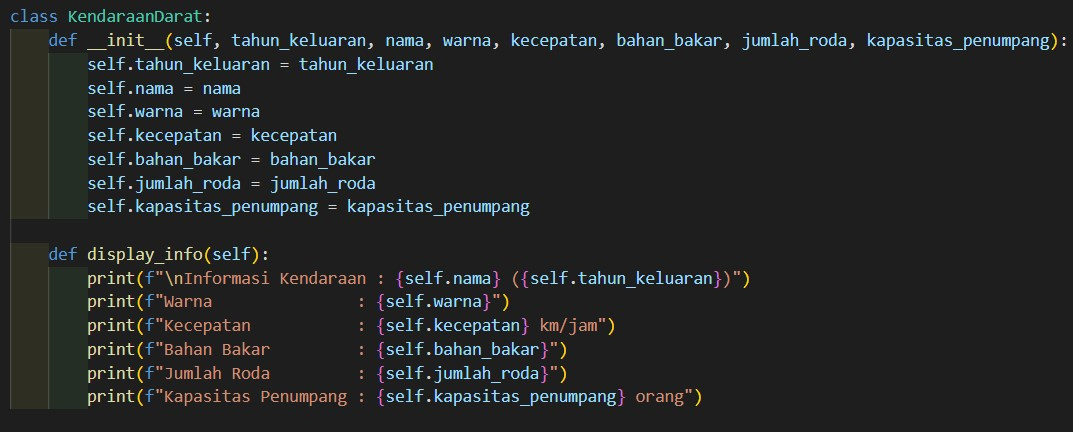 class KendaraanDarat:
    def __init__(self, tahun_keluaran, nama, warna, kecepatan, bahan_bakar, jumlah_roda, kapasitas_penumpang):
        self.tahun_keluaran = tahun_keluaran
        self.nama = nama
        self.warna = warna
        self.kecepatan = kecepatan
        self.bahan_bakar = bahan_bakar
        self.jumlah_roda = jumlah_roda
        self.kapasitas_penumpang = kapasitas_penumpang

    def display_info(self):
        print(f"\nInformasi Kendaraan : {self.nama} ({self.tahun_keluaran})")
        print(f"Warna               : {self.warna}")
        print(f"Kecepatan           : {self.kecepatan} km/jam")
        print(f"Bahan Bakar         : {self.bahan_bakar}")
        print(f"Jumlah Roda         : {self.jumlah_roda}")
        print(f"Kapasitas Penumpang : {self.kapasitas_penumpang} orang")